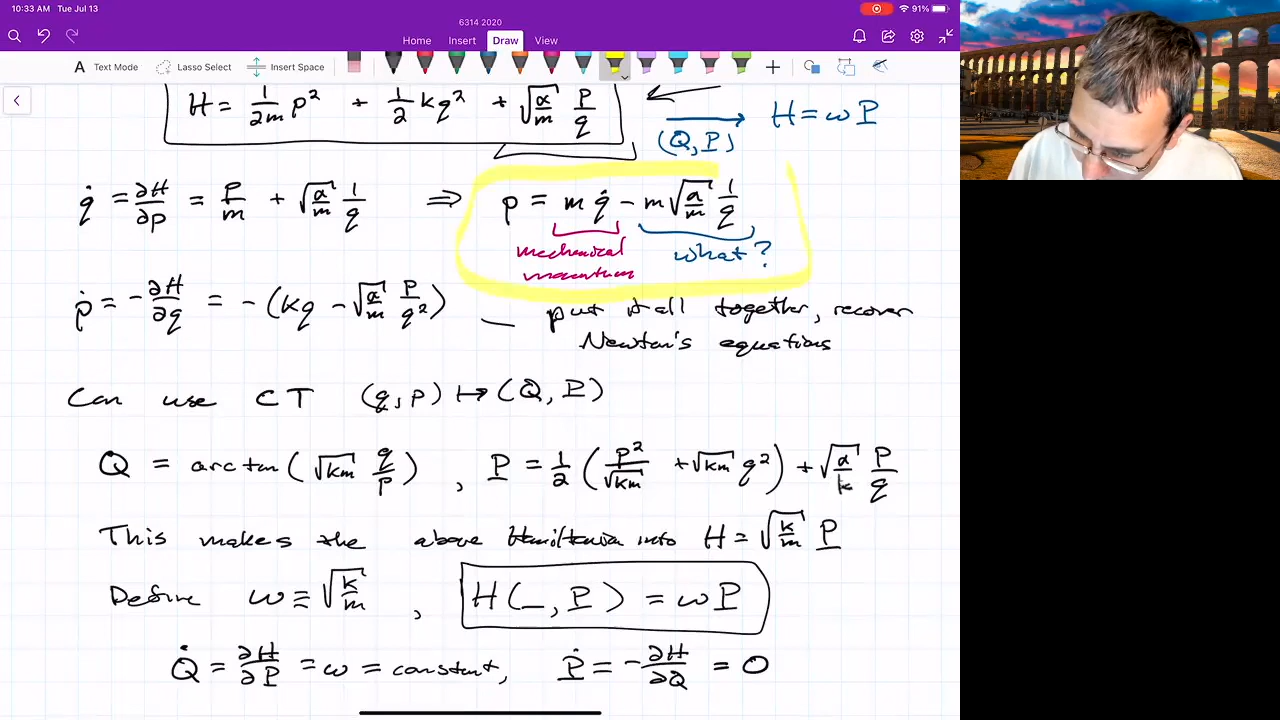 10:33 AM Tue Jul 13
91%
6314 2020
Home Insert Draw View
A Text Mode Lasso Select Insert Space
H = 1/2m p² + 1/2 kq² + √(α/m) p/q
(Q, P) H = ωP
q̇ = ∂H/∂p = p/m + √(α/m) 1/q ⇒ p = m q̇ − m√(α/m) 1/q
mechanical momentum
what?
ṗ = −∂H/∂q = −(kq − √(α/m) p/q²) — put it all together, recover
Newton's equations
Can use CT (q, p) ↦ (Q, P)
Q = arctan(√km q/p), P = 1/2 (p²/√km + √km q²) + √(α/k) p/q
This makes the above Hamiltonian into H = √(k/m) P
Define ω ≡ √(k/m), H(_, P) = ωP
Q̇ = ∂H/∂P = ω = constant, Ṗ = −∂H/∂Q = 0